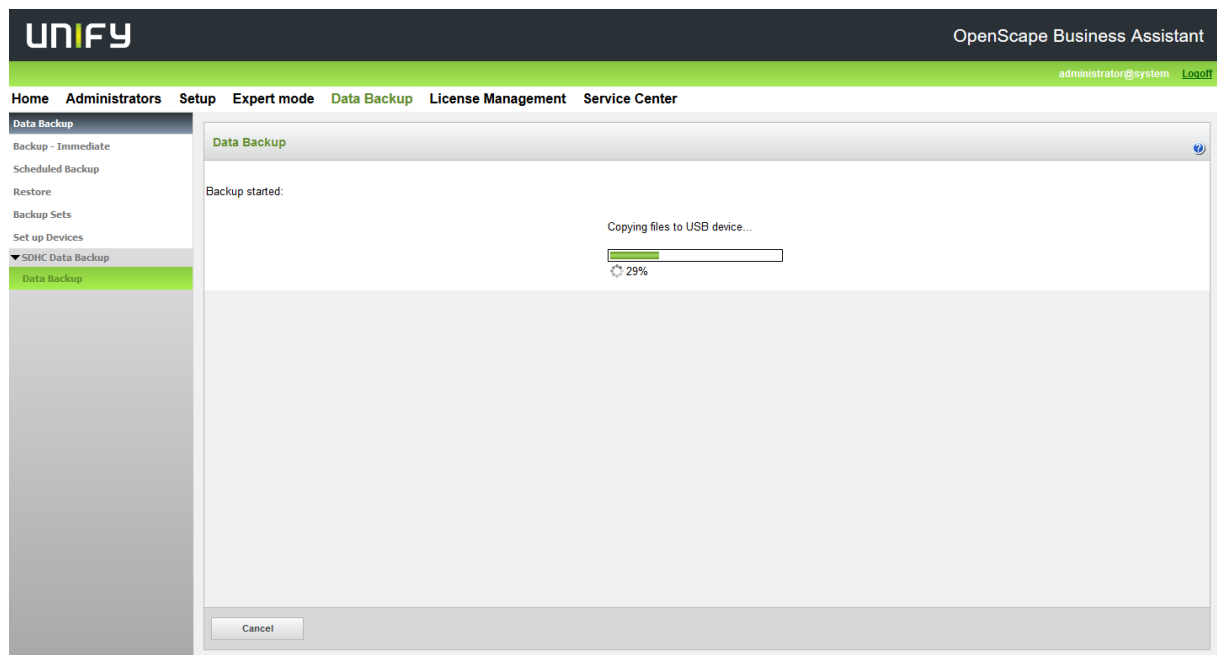 UNIFY
OpenScape Business Assistant
administrator@system Logoff
Home Administrators Setup Expert mode Data Backup License Management Service Center
Data Backup
Backup - Immediate
Scheduled Backup
Restore
Backup Sets
Set up Devices
SDHC Data Backup
Data Backup
Data Backup
?
Backup started:
Copying files to USB device...
29%
Cancel